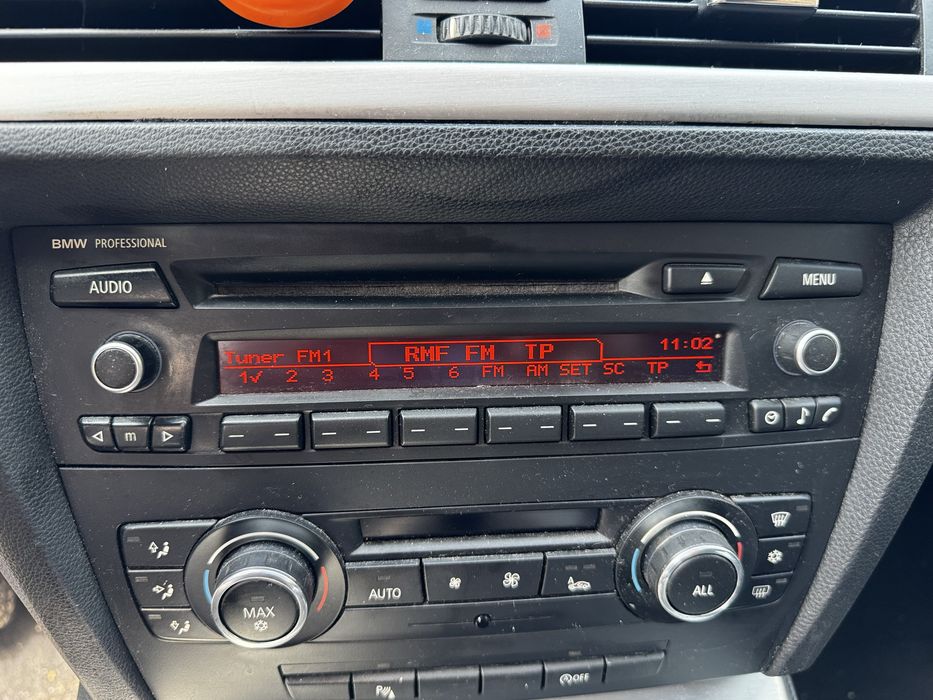 BMW PROFESSIONAL
AUDIO
MENU
Tuner FM1 RMF FM TP 11:02
1✓ 2 3 4 5 6 FM AM SET SC TP
m
MAX
AUTO
A
ALL
P
OFF